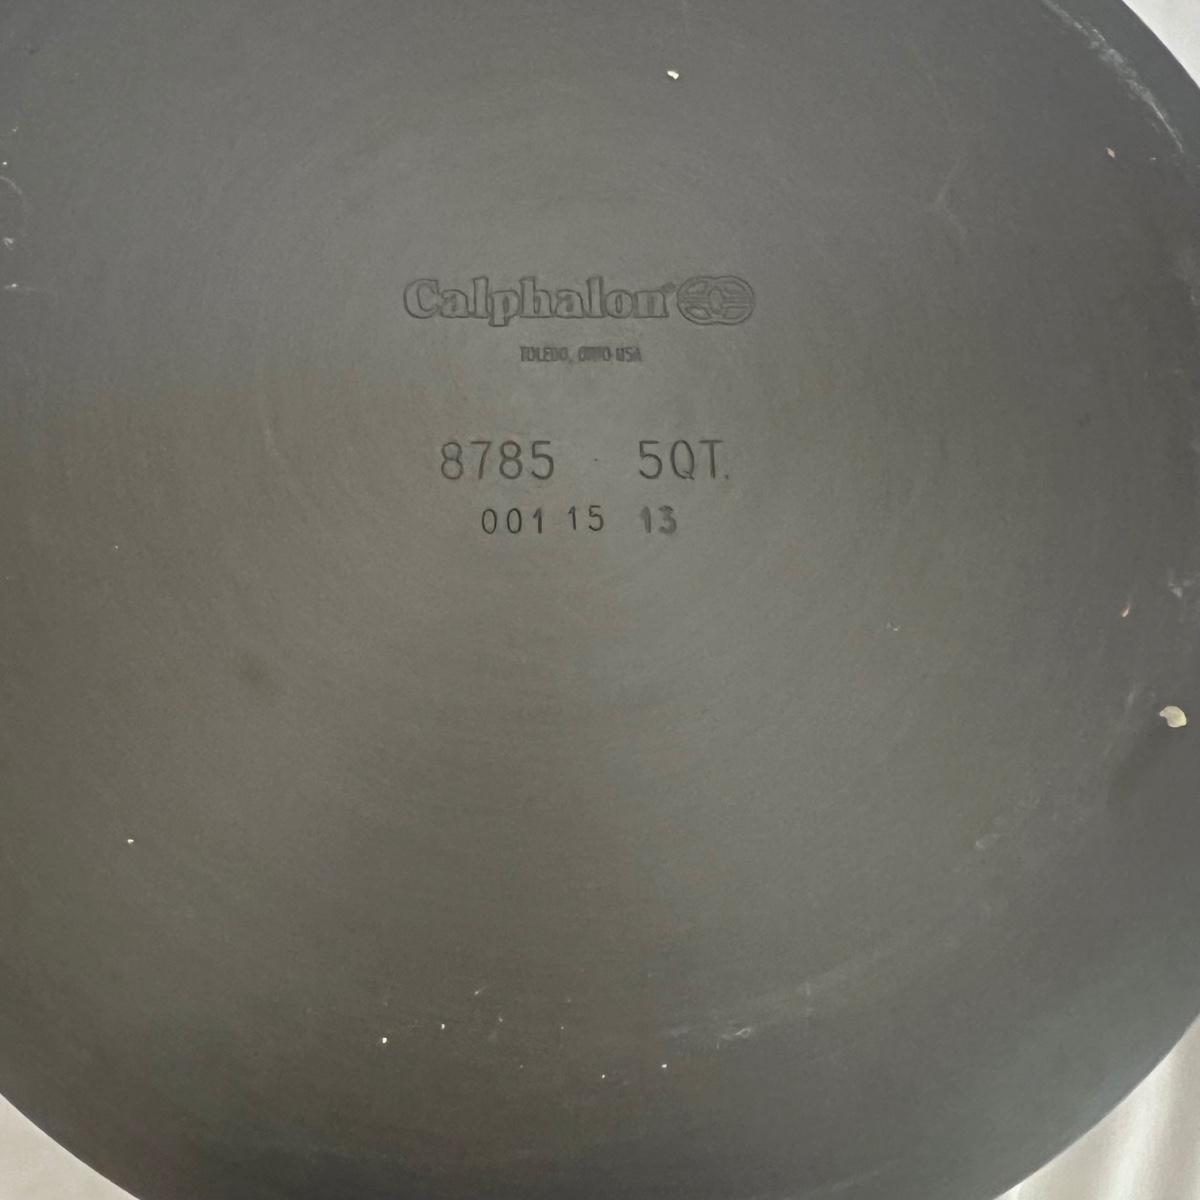 Calphalon
TOLEDO, OHIO USA
8785 5QT.
001 15 13